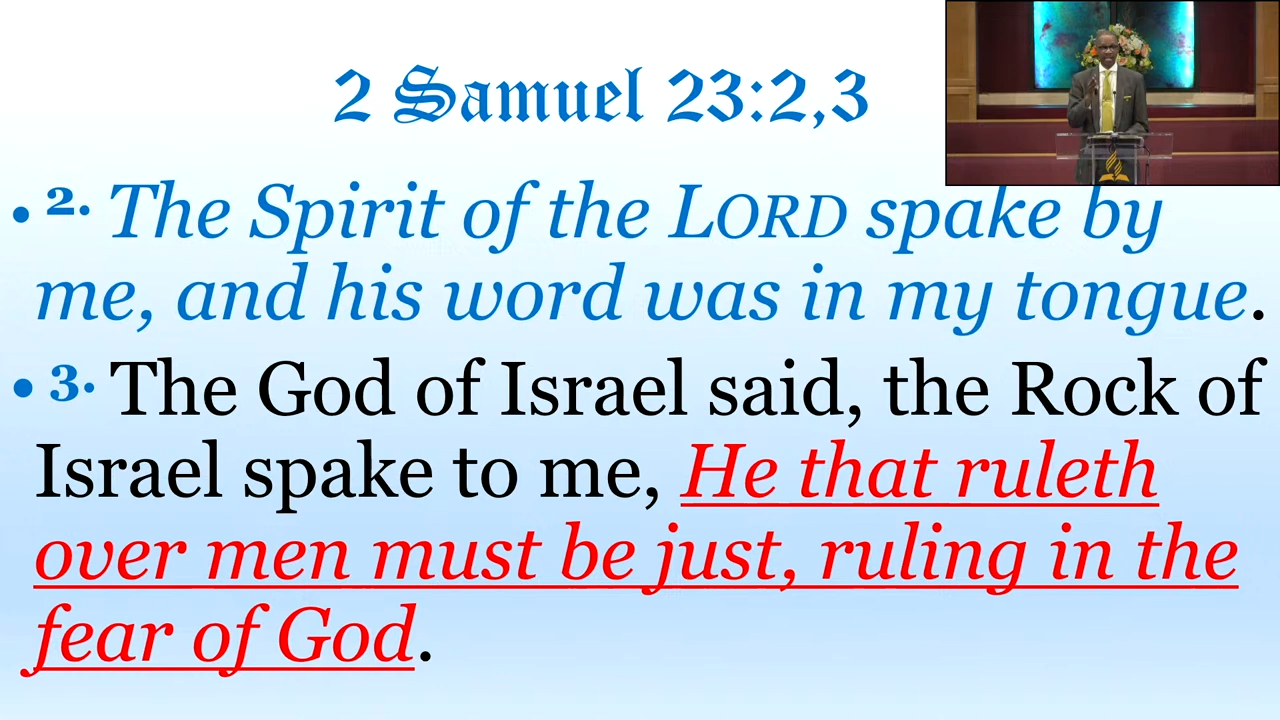 2 Samuel 23:2,3
• 2. The Spirit of the LORD spake by
me, and his word was in my tongue.
• 3. The God of Israel said, the Rock of
Israel spake to me, He that ruleth
over men must be just, ruling in the
fear of God.